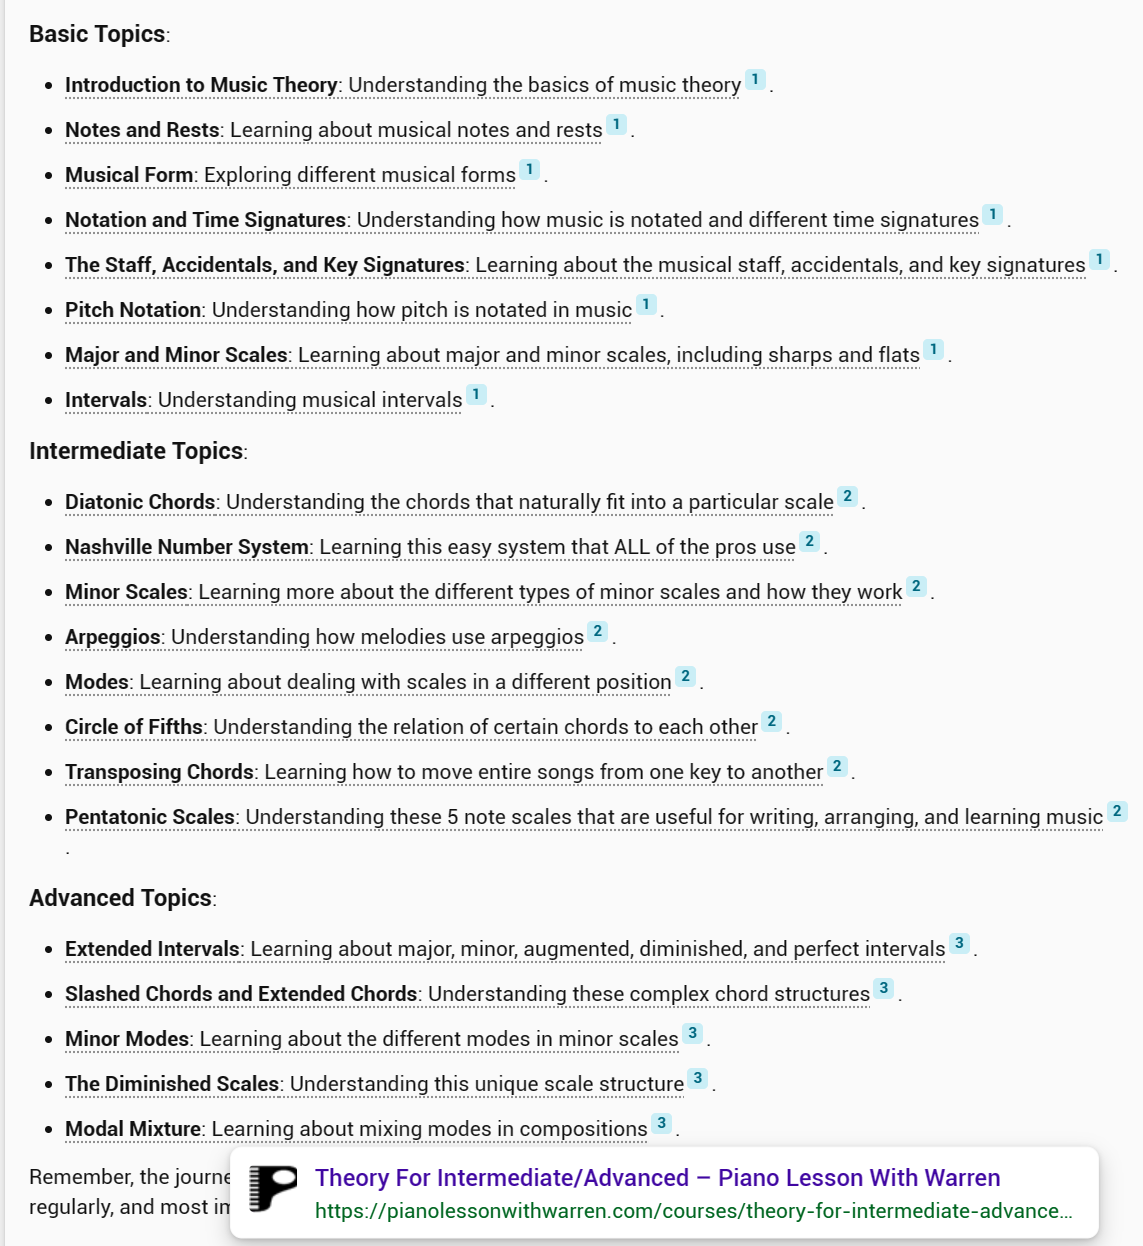 Basic Topics:
• Introduction to Music Theory: Understanding the basics of music theory 1 .
• Notes and Rests: Learning about musical notes and rests 1 .
• Musical Form: Exploring different musical forms 1 .
• Notation and Time Signatures: Understanding how music is notated and different time signatures 1 .
• The Staff, Accidentals, and Key Signatures: Learning about the musical staff, accidentals, and key signatures 1 .
• Pitch Notation: Understanding how pitch is notated in music 1 .
• Major and Minor Scales: Learning about major and minor scales, including sharps and flats 1 .
• Intervals: Understanding musical intervals 1 .
Intermediate Topics:
• Diatonic Chords: Understanding the chords that naturally fit into a particular scale 2 .
• Nashville Number System: Learning this easy system that ALL of the pros use 2 .
• Minor Scales: Learning more about the different types of minor scales and how they work 2 .
• Arpeggios: Understanding how melodies use arpeggios 2 .
• Modes: Learning about dealing with scales in a different position 2 .
• Circle of Fifths: Understanding the relation of certain chords to each other 2 .
• Transposing Chords: Learning how to move entire songs from one key to another 2 .
• Pentatonic Scales: Understanding these 5 note scales that are useful for writing, arranging, and learning music 2
.
Advanced Topics:
• Extended Intervals: Learning about major, minor, augmented, diminished, and perfect intervals 3 .
• Slashed Chords and Extended Chords: Understanding these complex chord structures 3 .
• Minor Modes: Learning about the different modes in minor scales 3 .
• The Diminished Scales: Understanding this unique scale structure 3 .
• Modal Mixture: Learning about mixing modes in compositions 3 .
Remember, the journe
regularly, and most im
Theory For Intermediate/Advanced – Piano Lesson With Warren
https://pianolessonwithwarren.com/courses/theory-for-intermediate-advance...